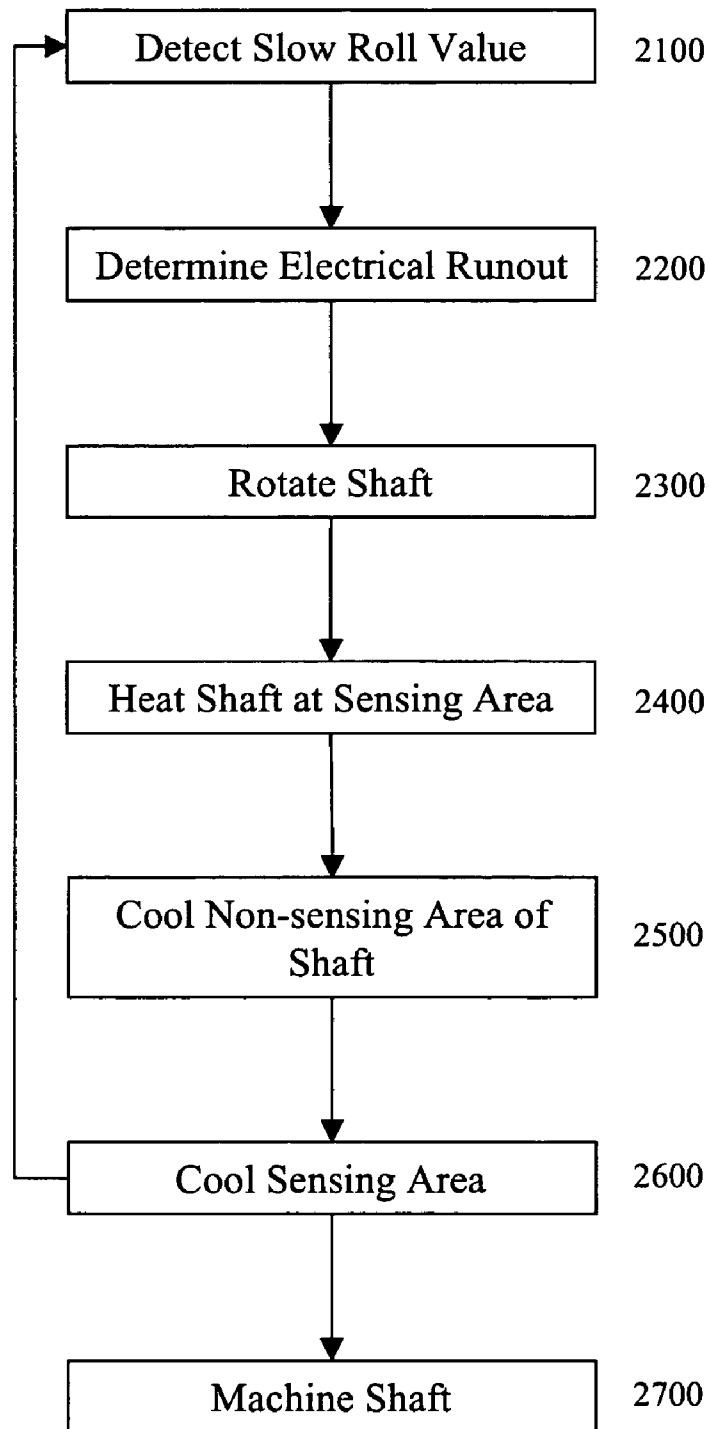 Detect Slow Roll Value 2100
Determine Electrical Runout 2200
Rotate Shaft 2300
Heat Shaft at Sensing Area 2400
Cool Non-sensing Area of
Shaft 2500
Cool Sensing Area 2600
Machine Shaft 2700